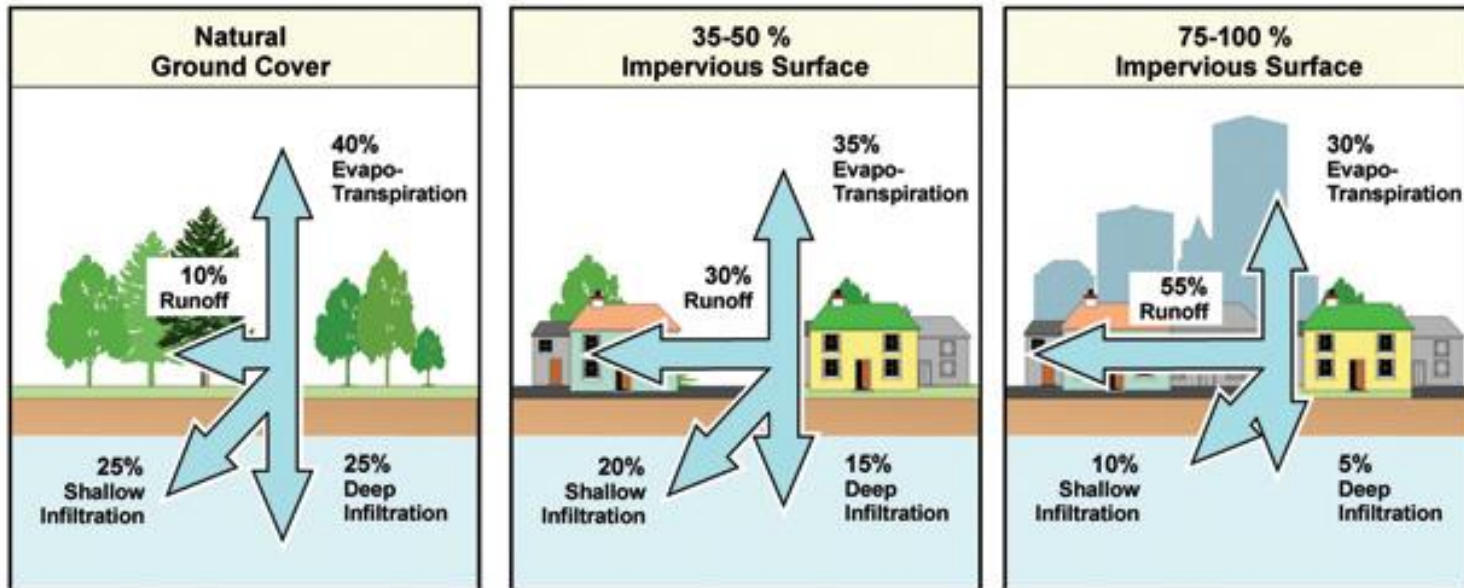 Natural
Ground Cover
40%
Evapo-
Transpiration
10%
Runoff
25%
Shallow
Infiltration
25%
Deep
Infiltration
35-50 %
Impervious Surface
35%
Evapo-
Transpiration
30%
Runoff
20%
Shallow
Infiltration
15%
Deep
Infiltration
75-100 %
Impervious Surface
30%
Evapo-
Transpiration
55%
Runoff
10%
Shallow
Infiltration
5%
Deep
Infiltration